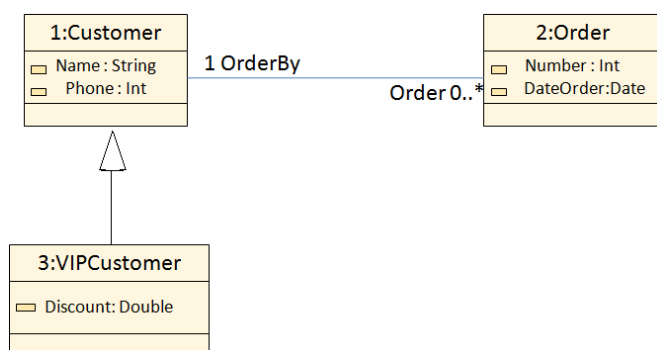 1:Customer
Name : String
Phone : Int
1 OrderBy
Order 0..*
2:Order
Number : Int
DateOrder:Date
3:VIPCustomer
Discount: Double